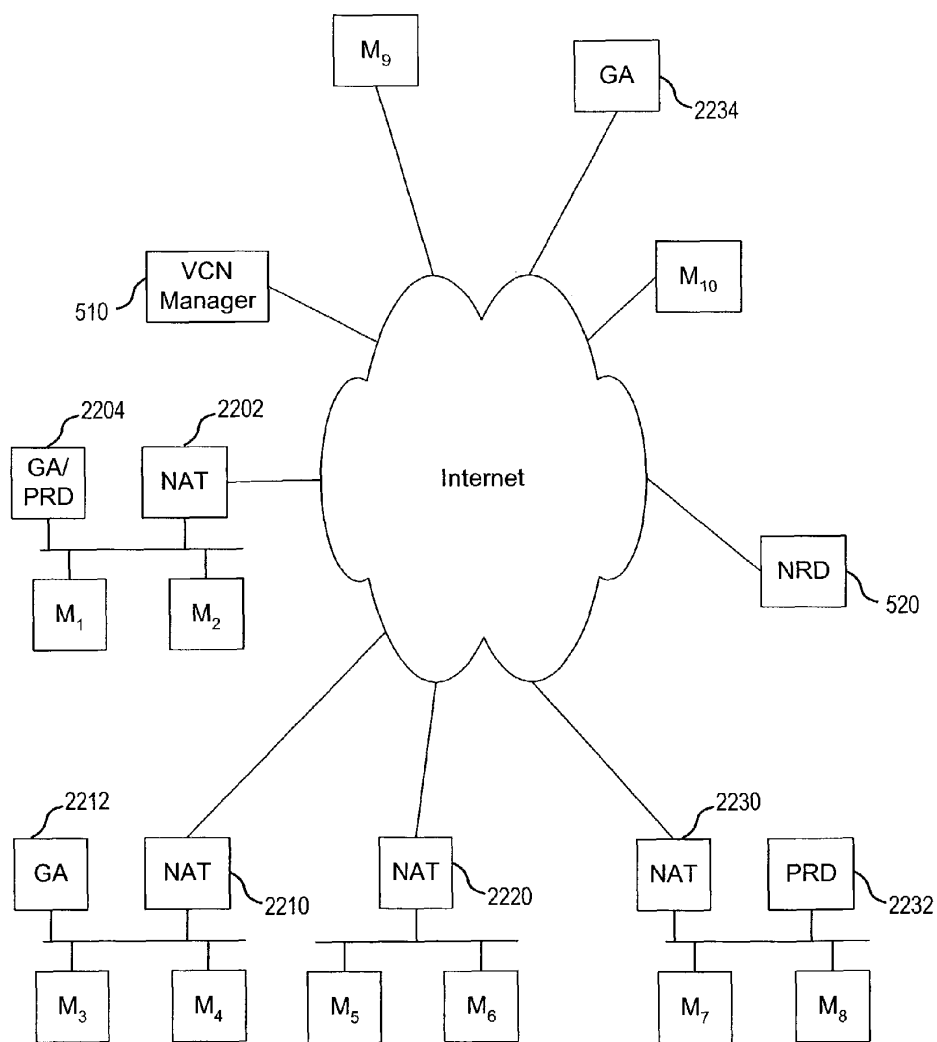 M₉
GA
2234
VCN
Manager
510
M₁₀
2204
2202
GA/
PRD
NAT
Internet
NRD
520
M₁
M₂
2212
2230
GA
NAT
2210
NAT
2220
NAT
PRD
2232
M₃
M₄
M₅
M₆
M₇
M₈